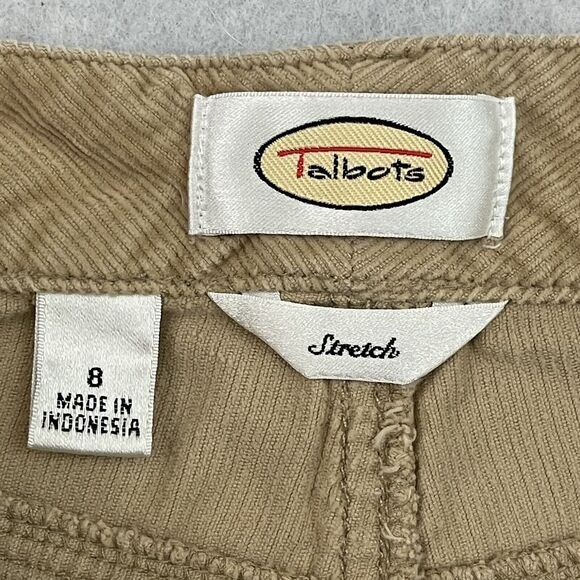 Talbots
Stretch
8
MADE IN
INDONESIA